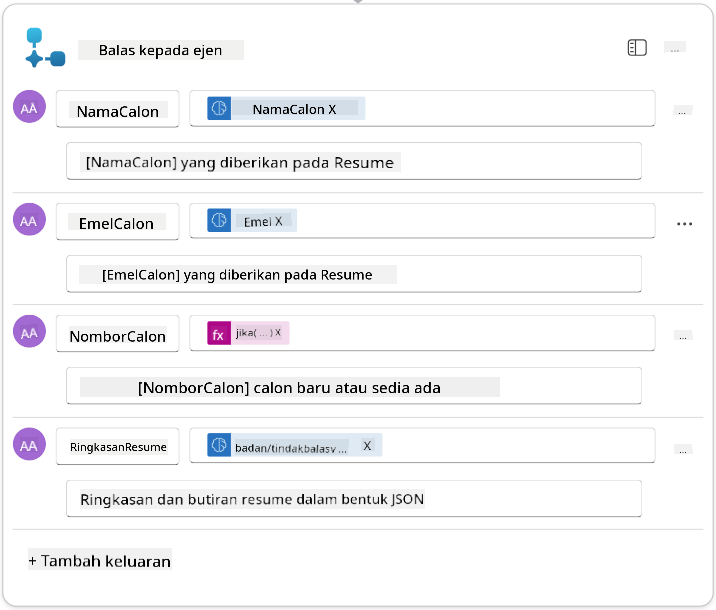 Balas kepada ejen
...
AA NamaCalon NamaCalon X ...
[NamaCalon] yang diberikan pada Resume
AA EmelCalon Emel X ...
[EmelCalon] yang diberikan pada Resume
AA NomborCalon fx jika( ... ) X ...
[NomborCalon] calon baru atau sedia ada
AA RingkasanResume badan/tindakbalasv ... X ...
Ringkasan dan butiran resume dalam bentuk JSON
+ Tambah keluaran